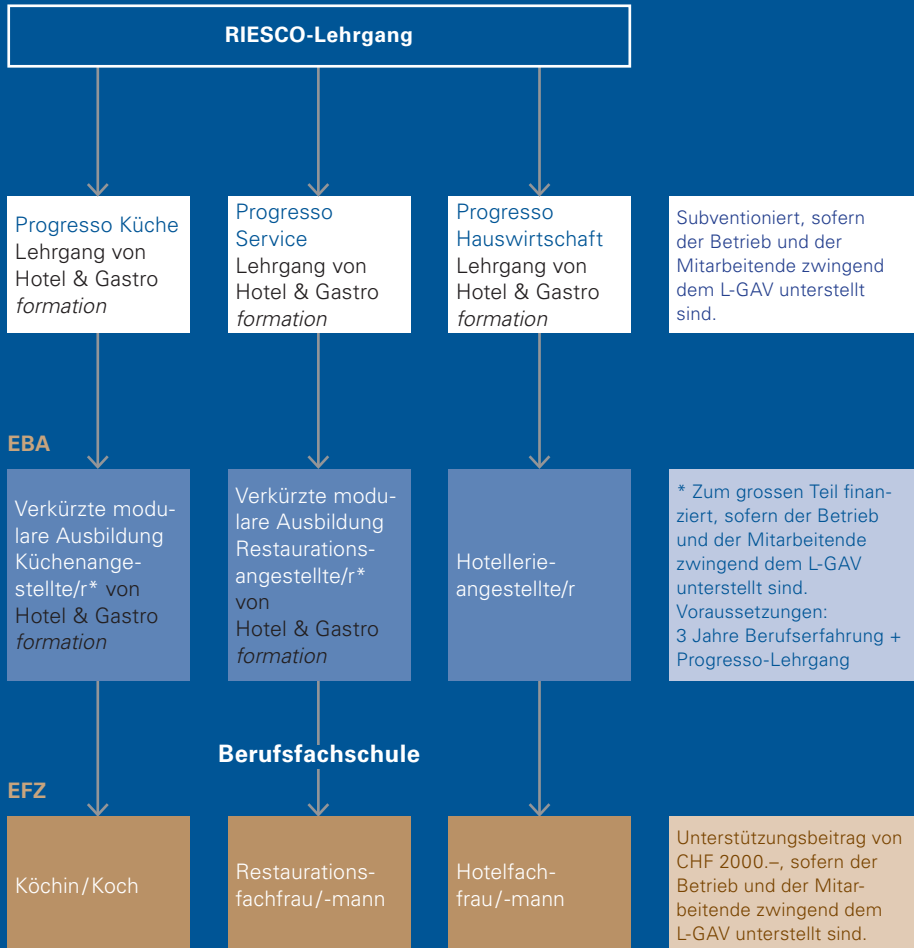 RIESCO-Lehrgang
Progresso Küche
Lehrgang von
Hotel & Gastro
formation
Progresso
Service
Lehrgang von
Hotel & Gastro
formation
Progresso
Hauswirtschaft
Lehrgang von
Hotel & Gastro
formation
Subventioniert, sofern
der Betrieb und der
Mitarbeitende zwingend
dem L-GAV unterstellt
sind.
EBA
Verkürzte modu-
lare Ausbildung
Küchenange-
stellte/r* von
Hotel & Gastro
formation
Verkürzte modu-
lare Ausbildung
Restaurations-
angestellte/r*
von
Hotel & Gastro
formation
Hotellerie-
angestellte/r
* Zum grossen Teil finan-
ziert, sofern der Betrieb
und der Mitarbeitende
zwingend dem L-GAV
unterstellt sind.
Voraussetzungen:
3 Jahre Berufserfahrung +
Progresso-Lehrgang
Berufsfachschule
EFZ
Köchin/Koch
Restaurations-
fachfrau/-mann
Hotelfach-
frau/-mann
Unterstützungsbeitrag von
CHF 2000.–, sofern der
Betrieb und der Mitar-
beitende zwingend dem
L-GAV unterstellt sind.